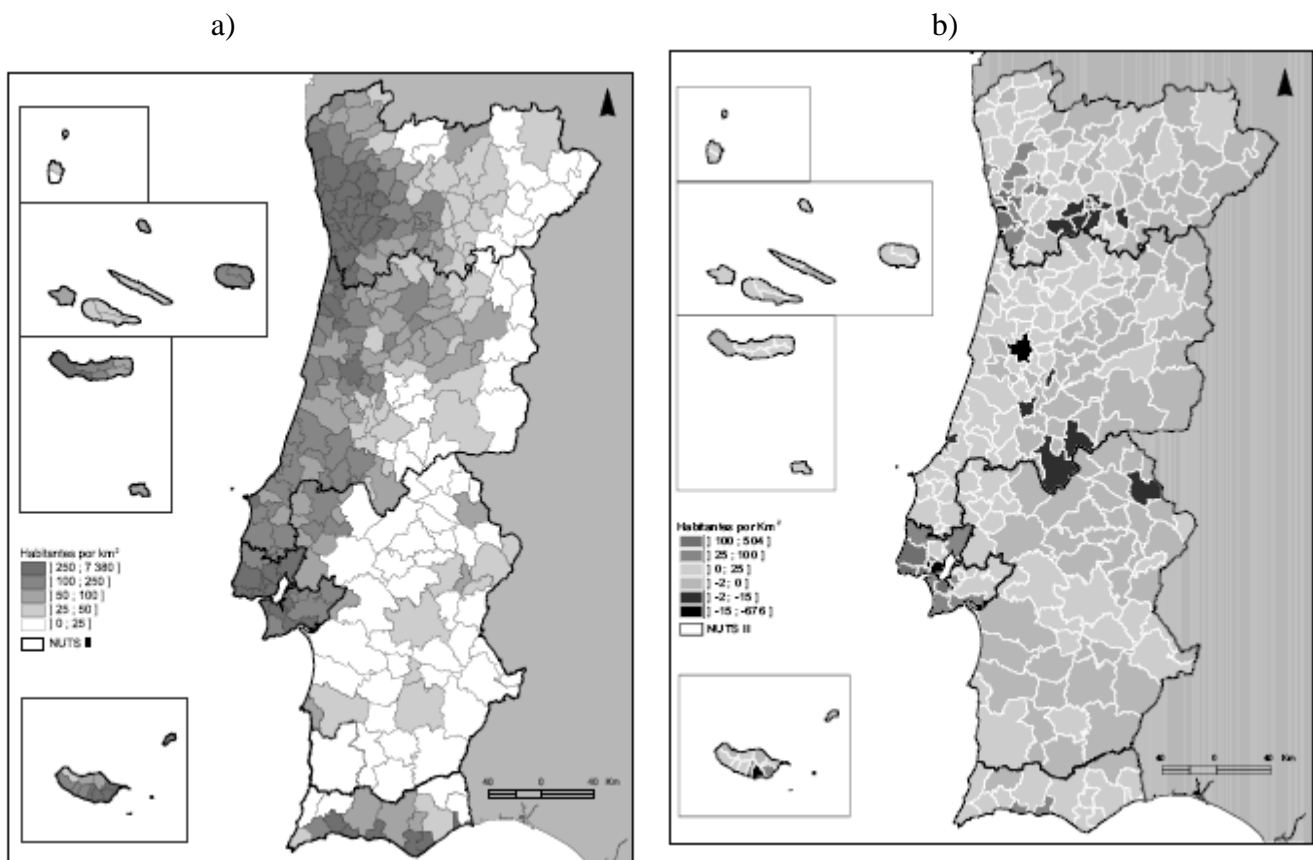 a)
b)
Habitantes por km²
] 250 ; 7 380 ]
] 100 ; 250 ]
] 50 ; 100 ]
] 25 ; 50 ]
] 0 ; 25 ]
NUTS II
40 0 40 Km
Habitantes por Km²
] 100 ; 504 ]
] 25 ; 100 ]
] 0 ; 25 ]
] -2 ; 0 ]
] -2 ; -15 ]
] -15 ; -676 ]
NUTS III
40 0 40 Km